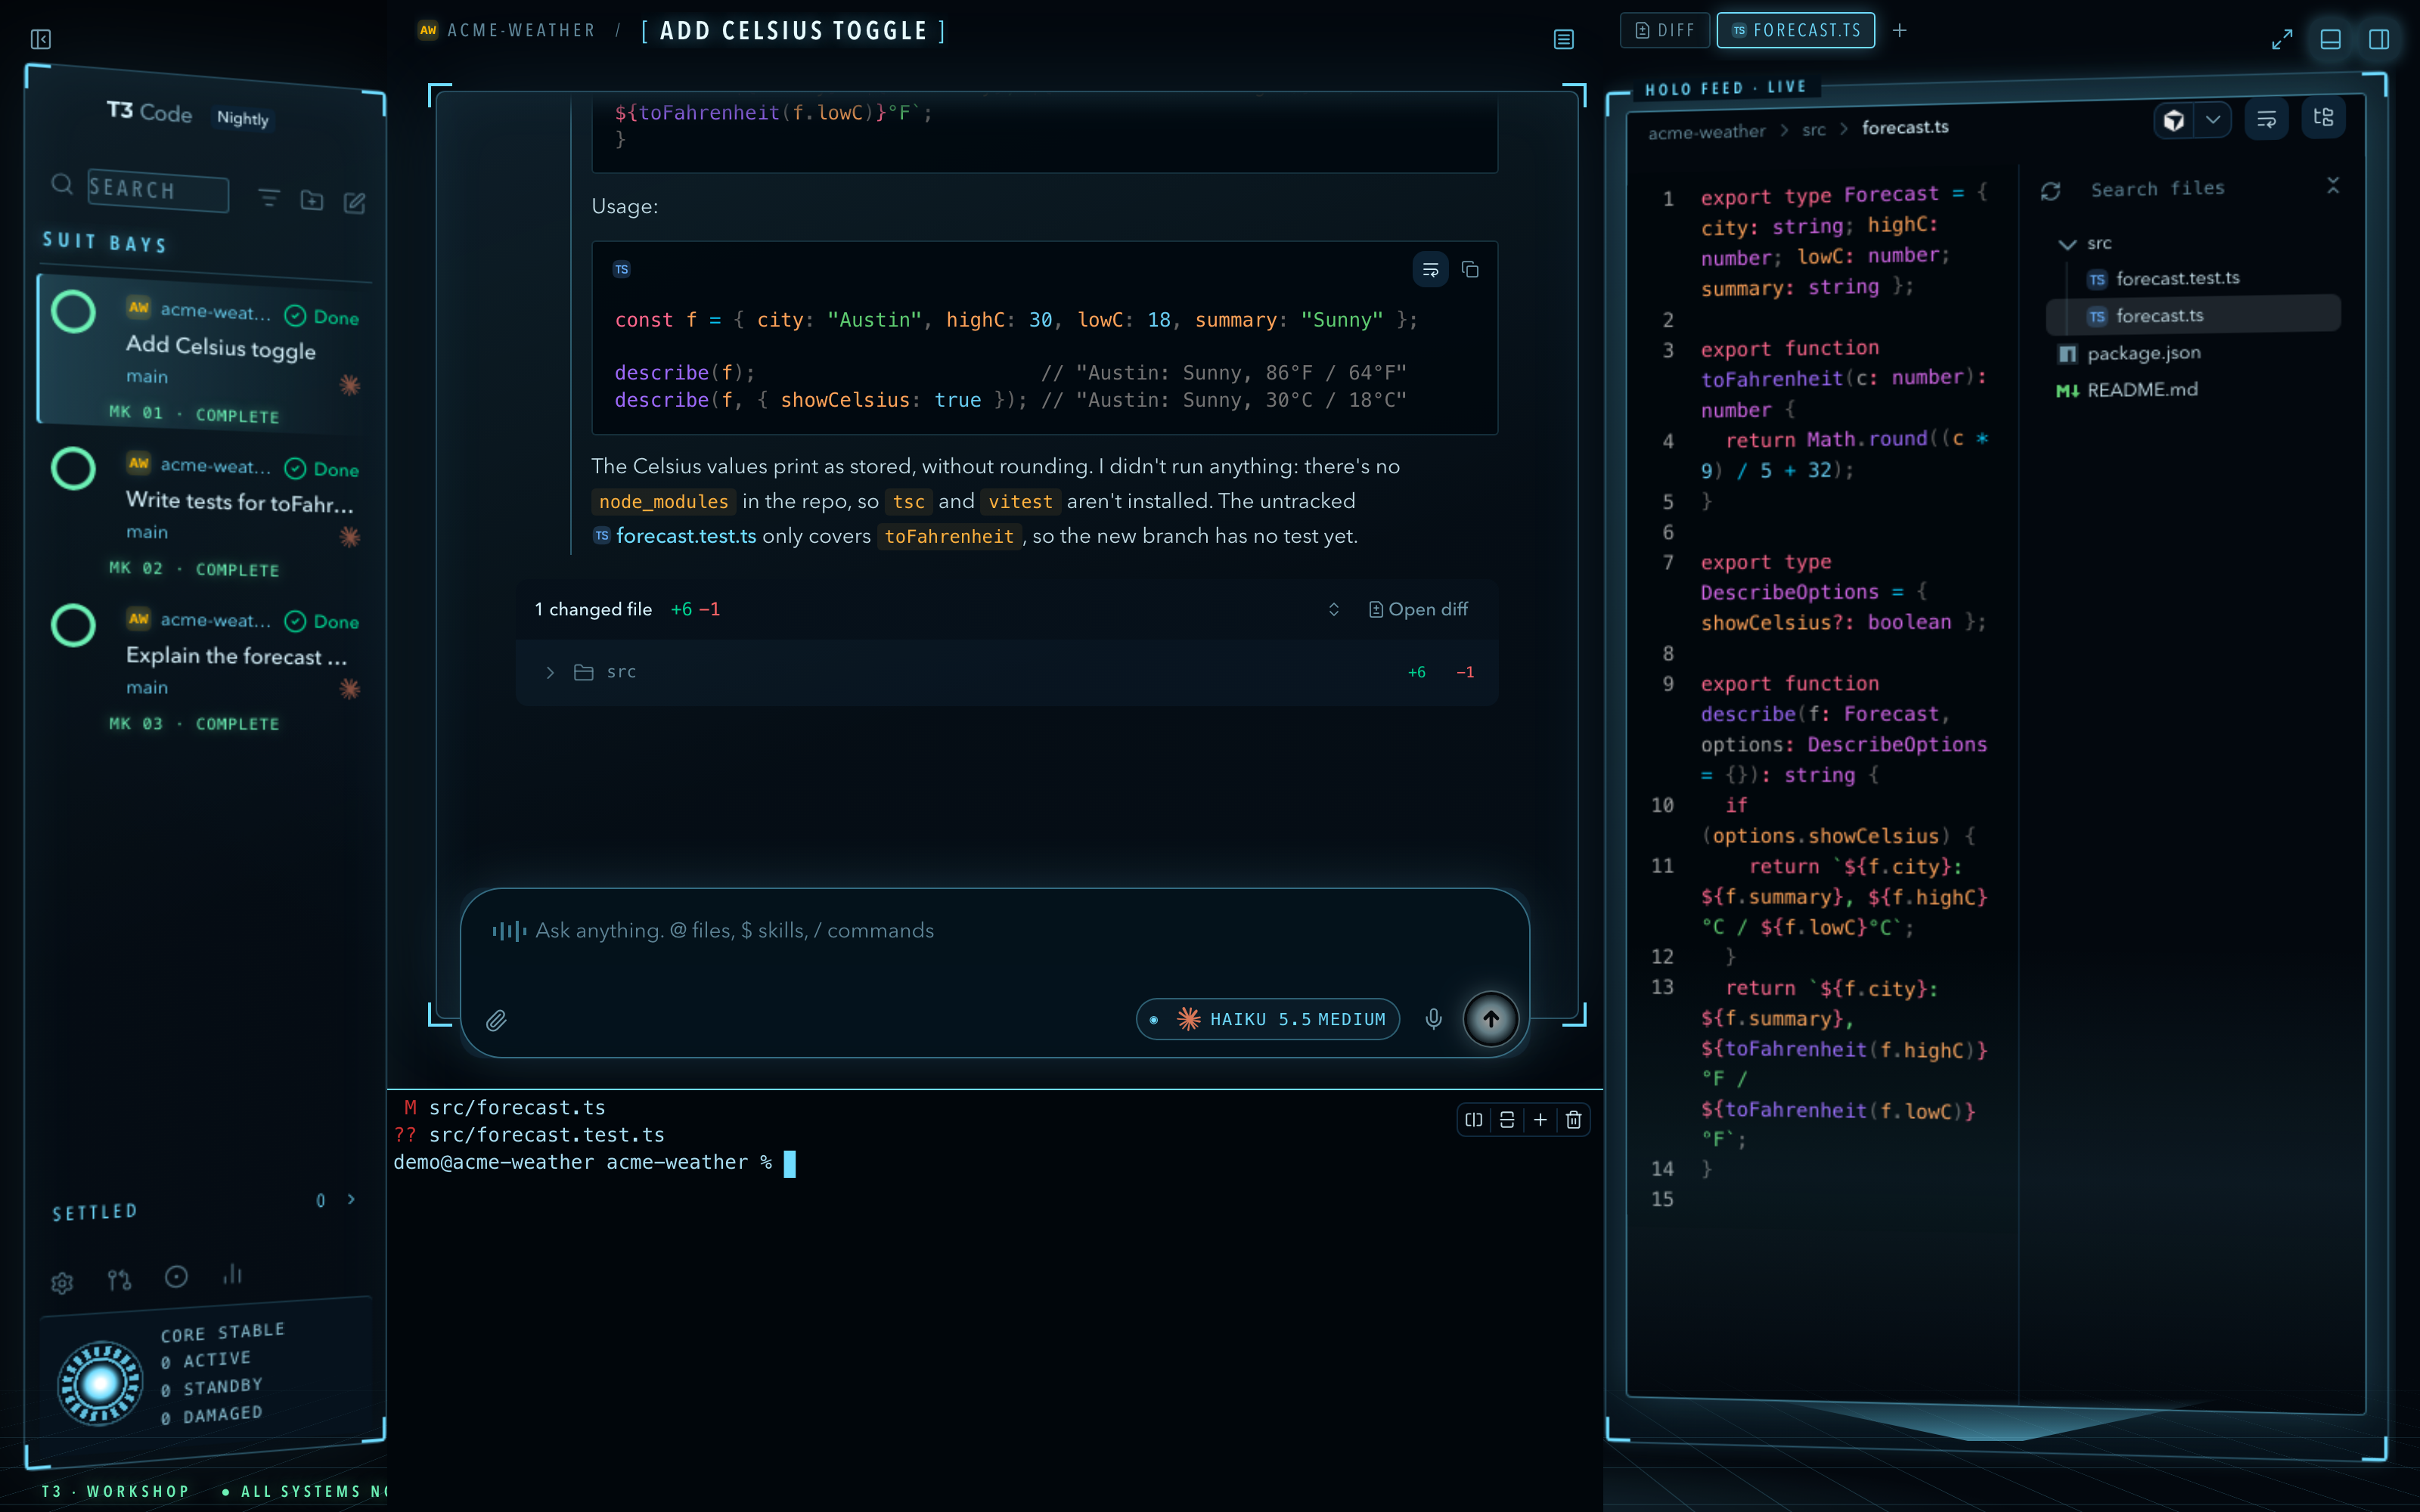 T3 Code Nightly
SEARCH
SUIT BAYS
AW acme-weat... Done
Add Celsius toggle
main
MK 01 · COMPLETE
AW acme-weat... Done
Write tests for toFahr...
main
MK 02 · COMPLETE
AW acme-weat... Done
Explain the forecast ...
main
MK 03 · COMPLETE
SETTLED 0
CORE STABLE
0 ACTIVE
0 STANDBY
0 DAMAGED
T3 · WORKSHOP ● ALL SYSTEMS NO
AW ACME-WEATHER / [ ADD CELSIUS TOGGLE ]
${toFahrenheit(f.lowC)}°F`;
}
Usage:
TS
const f = { city: "Austin", highC: 30, lowC: 18, summary: "Sunny" };
describe(f); // "Austin: Sunny, 86°F / 64°F"
describe(f, { showCelsius: true }); // "Austin: Sunny, 30°C / 18°C"
The Celsius values print as stored, without rounding. I didn't run anything: there's no
node_modules in the repo, so tsc and vitest aren't installed. The untracked
TS forecast.test.ts only covers toFahrenheit, so the new branch has no test yet.
1 changed file +6 −1 Open diff
src +6 −1
Ask anything. @ files, $ skills, / commands
HAIKU 5.5 MEDIUM
M src/forecast.ts
?? src/forecast.test.ts
demo@acme-weather acme-weather %
DIFF TS FORECAST.TS
HOLO FEED · LIVE
acme-weather > src > forecast.ts
1 export type Forecast = {
city: string; highC:
number; lowC: number;
summary: string };
2
3 export function
toFahrenheit(c: number):
number {
4 return Math.round((c *
9) / 5 + 32);
5 }
6
7 export type
DescribeOptions = {
showCelsius?: boolean };
8
9 export function
describe(f: Forecast,
options: DescribeOptions
= {}): string {
10 if
(options.showCelsius) {
11 return `${f.city}:
${f.summary}, ${f.highC}
°C / ${f.lowC}°C`;
12 }
13 return `${f.city}:
${f.summary},
${toFahrenheit(f.highC)}
°F /
${toFahrenheit(f.lowC)}
°F`;
14 }
15
Search files
src
TS forecast.test.ts
TS forecast.ts
package.json
M↓ README.md